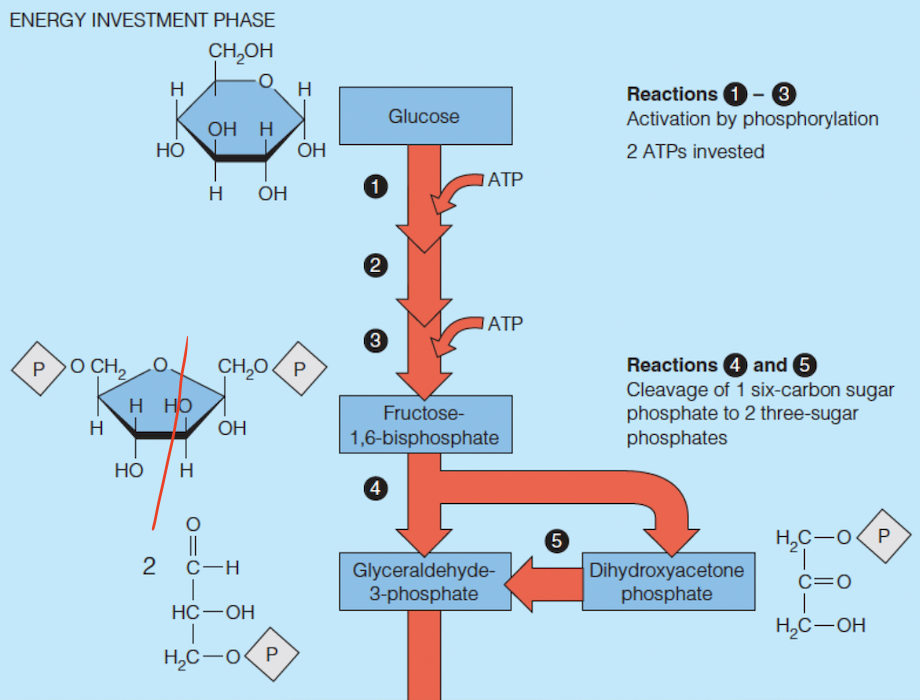 ENERGY INVESTMENT PHASE
CH₂OH
O
H
H
Glucose
OH
H
HO
OH
H
OH
Reactions 1 – 3
Activation by phosphorylation
2 ATPs invested
1
ATP
2
3
ATP
P
O CH₂
O
CH₂O
P
H
HO
H
OH
HO
H
Fructose-
1,6-bisphosphate
Reactions 4 and 5
Cleavage of 1 six-carbon sugar
phosphate to 2 three-sugar
phosphates
4
5
O
2
C—H
HC—OH
H₂C—O
P
Glyceraldehyde-
3-phosphate
Dihydroxyacetone
phosphate
H₂C—O
P
C=O
H₂C—OH